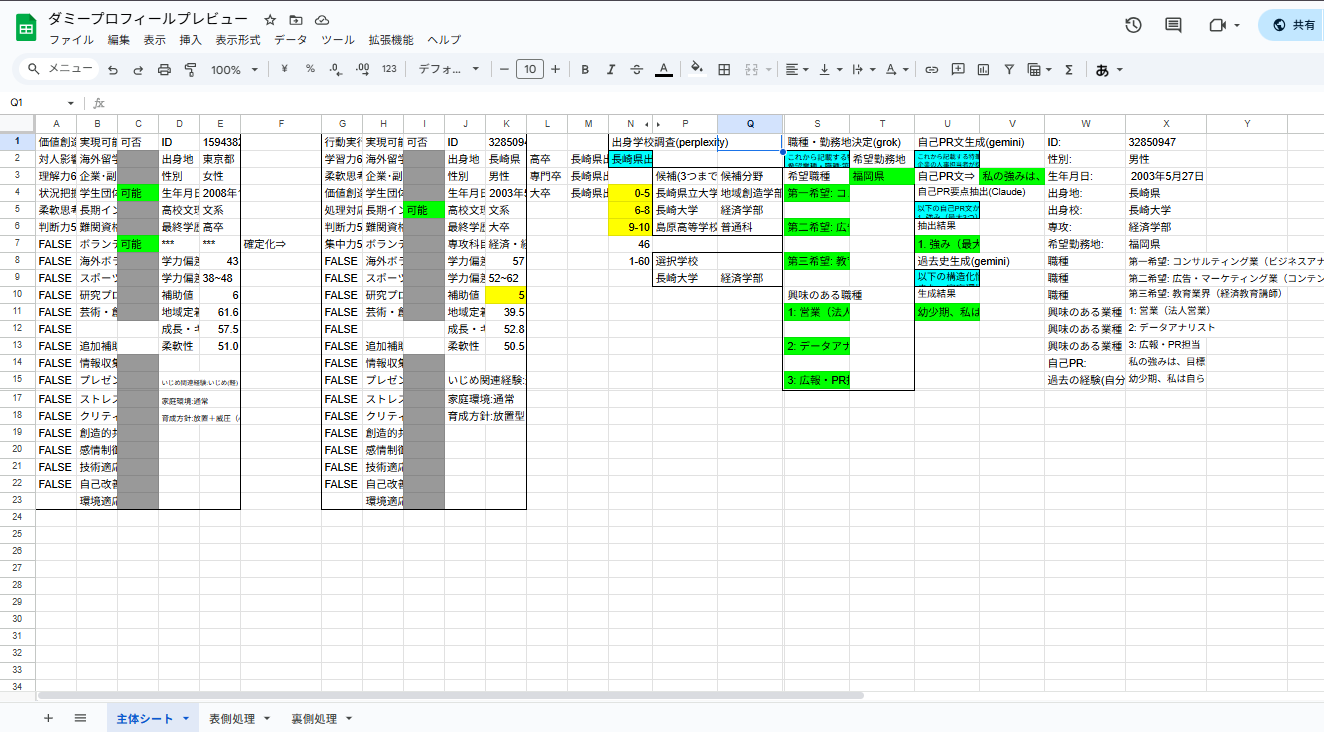 ダミープロフィールプレビュー
ファイル 編集 表示 挿入 表示形式 データ ツール 拡張機能 ヘルプ
共有
メニュー 100% ¥ % .0 .00 123 デフォ... 10 B I A あ
Q1 fx
A B C D E F G H I J K L M N P Q S T U V W X Y
1 価値創造 実現可能 可否 ID 159438 行動実行 実現可能 可否 ID 3285094 出身学校調査(perplexity) 職種・勤務地決定(grok) 自己PR文生成(gemini) ID: 32850947
2 対人影響 海外留学 出身地 東京都 学習力6 海外留学 出身地 長崎県 高卒 長崎県出 長崎県出 これから記載する 希望勤務地 これから記載する特 性別: 男性
3 理解力6 企業・副 性別 女性 柔軟思考 企業・副 性別 男性 専門卒 長崎県出 候補(3つまで 候補分野 希望職種 福岡県 自己PR文⇒ 私の強みは、 生年月日: 2003年5月27日
4 状況把握 学生団体 可能 生年月日 2008年 価値創造 学生団体 生年月日 2003年5 大卒 長崎県出 0-5 長崎県立大学 地域創造学部 第一希望: コ 自己PR要点抽出(Claude) 出身地: 長崎県
5 柔軟思考 長期イン 高校文理 文系 処理対応 長期イン 可能 高校文理 文系 6-8 長崎大学 経済学部 以下の自己PR文か 出身校: 長崎大学
6 判断力5 難関資格 最終学歴 高卒 判断力5 難関資格 最終学歴 大卒 9-10 島原高等学校 普通科 第二希望: 広告 抽出結果 専攻: 経済学部
7 FALSE ボランテ 可能 *** *** 確定化⇒ 集中力5 ボランテ 専攻科目 経済・経 46 1. 強み（最大 希望勤務地: 福岡県
8 FALSE 海外ボラ 学力偏差 43 FALSE 海外ボラ 学力偏差 57 1-60 選択学校 第三希望: 教育 過去史生成(gemini) 職種 第一希望: コンサルティング業（ビジネスアナ
9 FALSE スポーツ 学力偏差 38~48 FALSE スポーツ 学力偏差 52~62 長崎大学 経済学部 以下の構造化情 職種 第二希望: 広告・マーケティング業（コンテン
10 FALSE 研究プロ 補助値 6 FALSE 研究プロ 補助値 5 興味のある職種 生成結果 職種 第三希望: 教育業界（経済教育講師）
11 FALSE 芸術・創 地域定着 61.6 FALSE 芸術・創 地域定着 39.5 1: 営業（法人 幼少期、私は 興味のある業種 1: 営業（法人営業）
12 FALSE 成長・キ 57.5 FALSE 成長・キ 52.8 興味のある業種 2: データアナリスト
13 FALSE 追加補助 柔軟性 51.0 FALSE 追加補助 柔軟性 50.5 2: データアナ 興味のある業種 3: 広報・PR担当
14 FALSE 情報収集 FALSE 情報収集 自己PR: 私の強みは、目標
15 FALSE プレゼン いじめ関連経験:いじめ(軽) FALSE プレゼン いじめ関連経験: 3: 広報・PR担 過去の経験(自分 幼少期、私は自ら
17 FALSE ストレス 家庭環境:通常 FALSE ストレス 家庭環境:通常
18 FALSE クリティ 育成方針:放置＋威圧 FALSE クリティ 育成方針:放置型
19 FALSE 創造的共 FALSE 創造的共
20 FALSE 感情制御 FALSE 感情制御
21 FALSE 技術適応 FALSE 技術適応
22 FALSE 自己改善 FALSE 自己改善
23 環境適応 環境適応
24
25
26
27
28
29
30
31
32
33
34
主体シート 表側処理 裏側処理